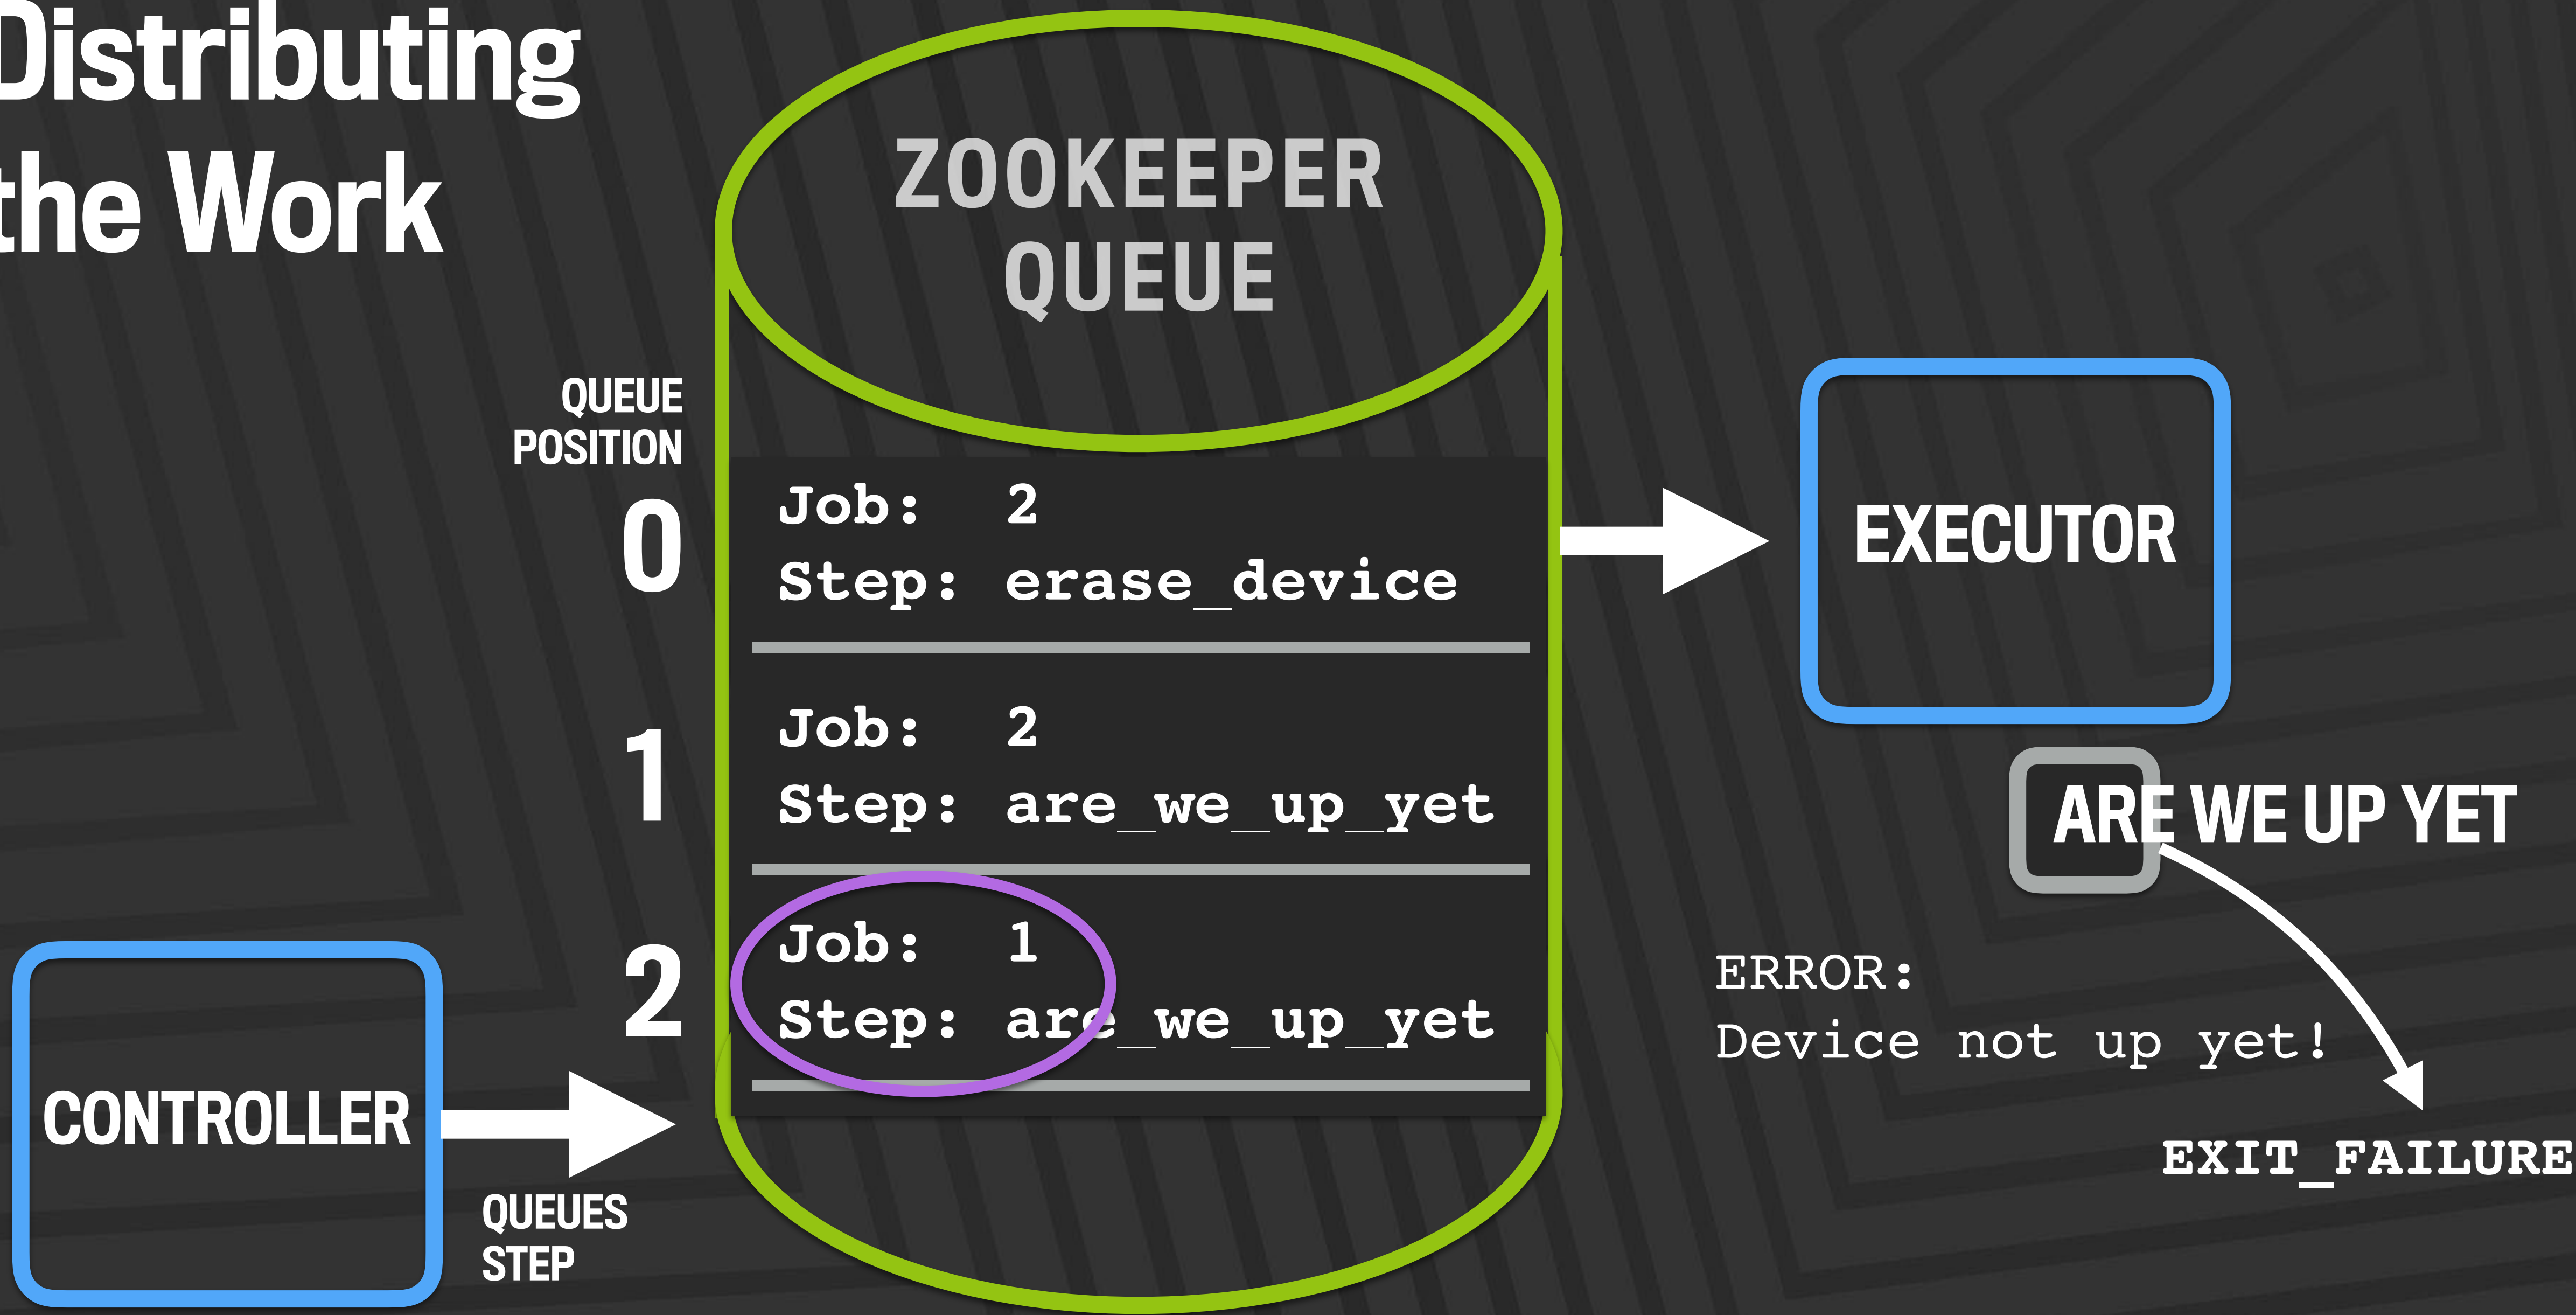 Distributing
the Work
ZOOKEEPER
QUEUE
QUEUE
POSITION
0
Job: 2
Step: erase_device
1
Job: 2
Step: are_we_up_yet
2
Job: 1
Step: are_we_up_yet
CONTROLLER
QUEUES
STEP
EXECUTOR
ARE WE UP YET
ERROR:
Device not up yet!
EXIT_FAILURE